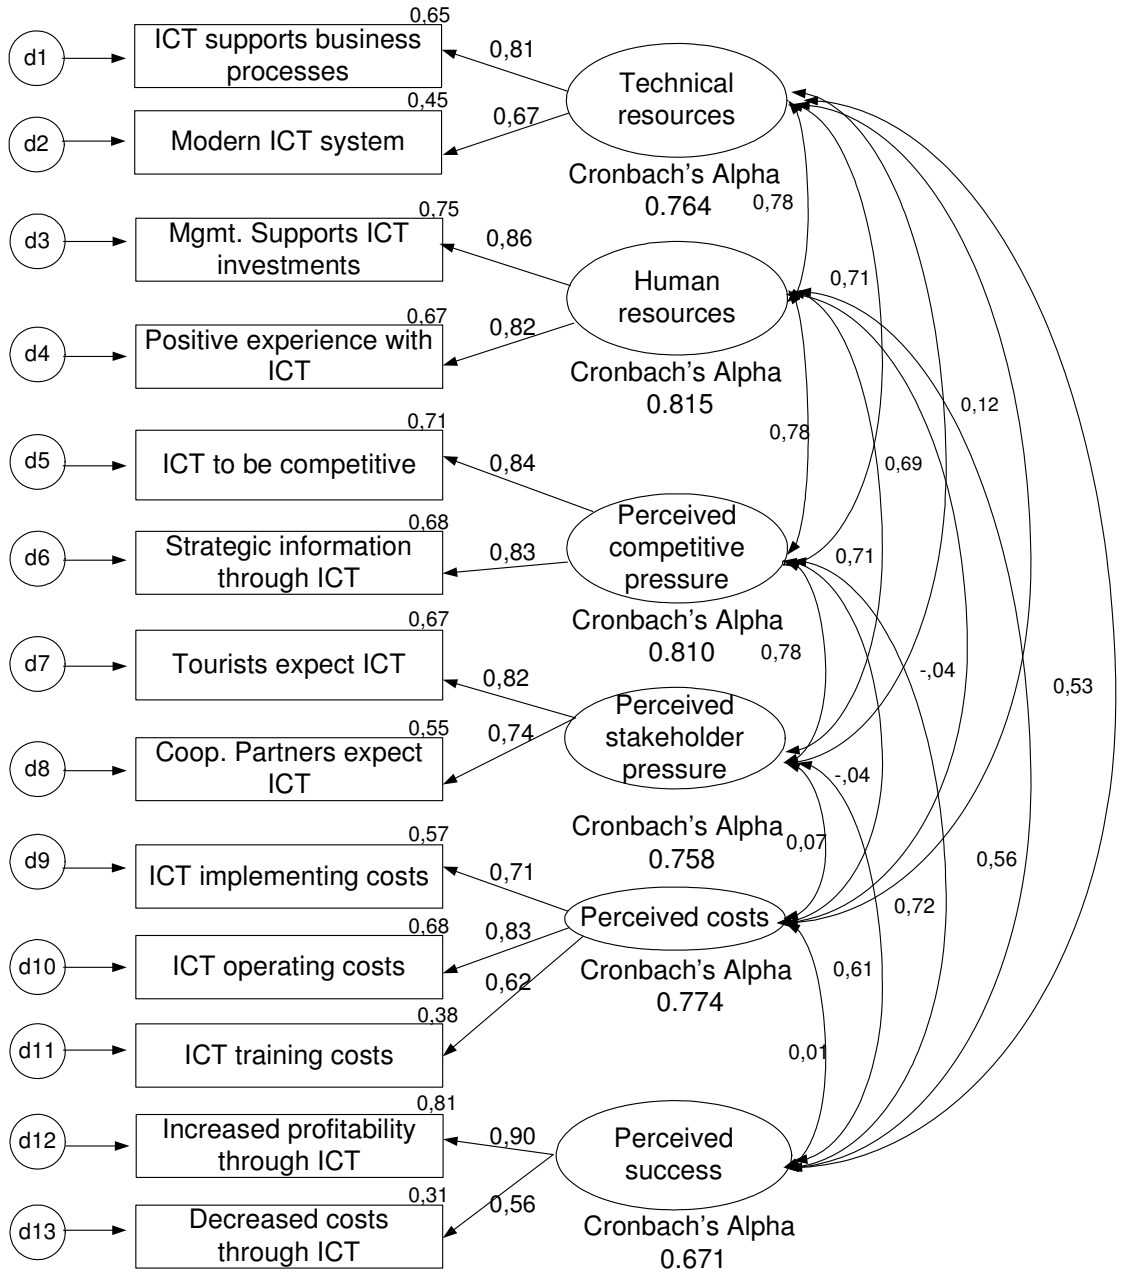 0,65
d1
ICT supports business
processes
0,81
Technical
resources
0,45
d2
Modern ICT system
0,67
Cronbach's Alpha
0.764
0,78
0,75
d3
Mgmt. Supports ICT
investments
0,86
Human
resources
0,71
0,67
d4
Positive experience with
ICT
0,82
Cronbach's Alpha
0.815
0,12
0,71
d5
ICT to be competitive
0,84
0,78
0,69
0,68
d6
Strategic information
through ICT
0,83
Perceived
competitive
pressure
0,71
0,67
d7
Tourists expect ICT
0,82
Cronbach's Alpha
0.810
0,78
-,04
0,53
0,55
d8
Coop. Partners expect
ICT
0,74
Perceived
stakeholder
pressure
-,04
0,57
d9
ICT implementing costs
0,71
Cronbach's Alpha
0.758
0,07
0,56
0,68
d10
ICT operating costs
0,83
Perceived costs
0,72
0,62
Cronbach's Alpha
0.774
0,61
0,38
d11
ICT training costs
0,01
0,81
d12
Increased profitability
through ICT
0,90
Perceived
success
0,31
d13
Decreased costs
through ICT
0,56
Cronbach's Alpha
0.671